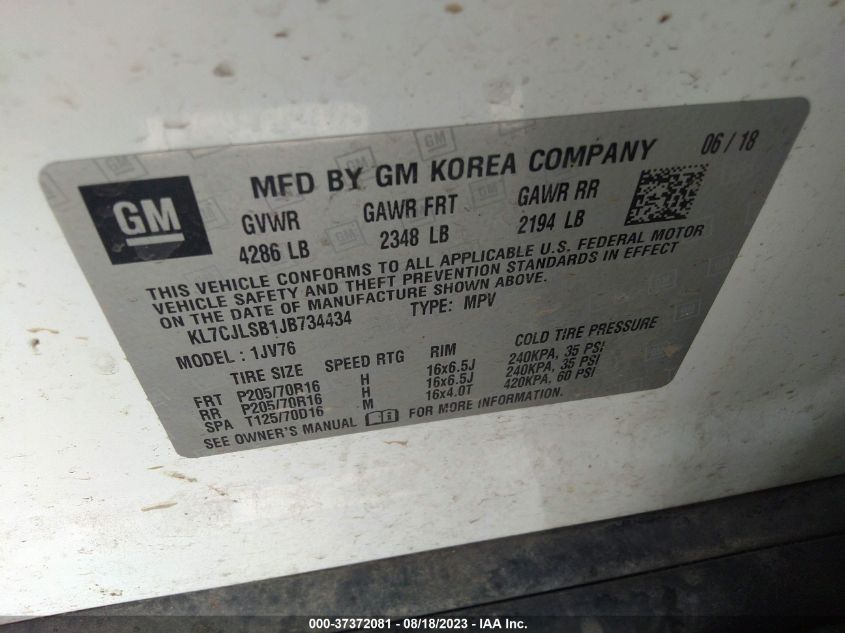 GM
MFD BY GM KOREA COMPANY 06 / 18
GVWR GAWR FRT GAWR RR
4286 LB 2348 LB 2194 LB
THIS VEHICLE CONFORMS TO ALL APPLICABLE U.S. FEDERAL MOTOR
VEHICLE SAFETY AND THEFT PREVENTION STANDARDS IN EFFECT
ON THE DATE OF MANUFACTURE SHOWN ABOVE.
KL7CJLSB1JB734434 TYPE: MPV
MODEL : 1JV76
TIRE SIZE SPEED RTG RIM COLD TIRE PRESSURE
FRT P205/70R16 H 16x6.5J 240KPA, 35 PSI
RR P205/70R16 H 16x6.5J 240KPA, 35 PSI
SPA T125/70D16 M 16x4.0T 420KPA, 60 PSI
SEE OWNER'S MANUAL FOR MORE INFORMATION.
000-37372081 - 08/18/2023 - IAA Inc.